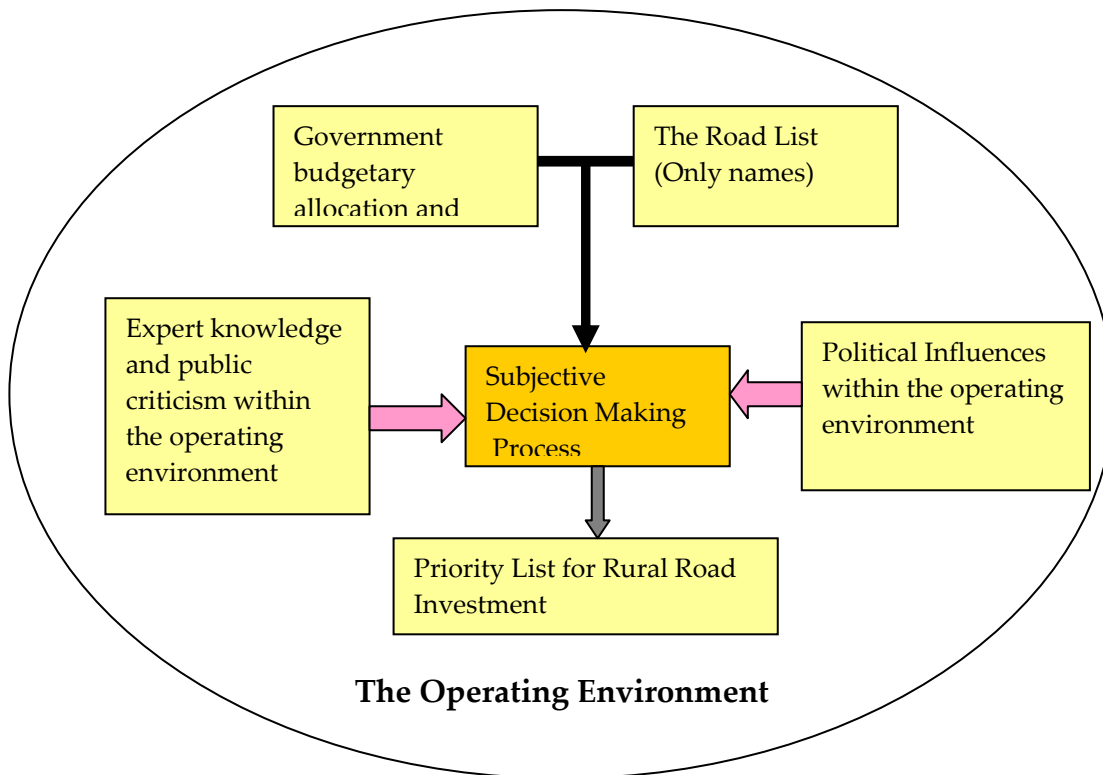 Government
budgetary
allocation and
The Road List
(Only names)
Expert knowledge
and public
criticism within
the operating
environment
Subjective
Decision Making
Process
Political Influences
within the operating
environment
Priority List for Rural Road
Investment
The Operating Environment